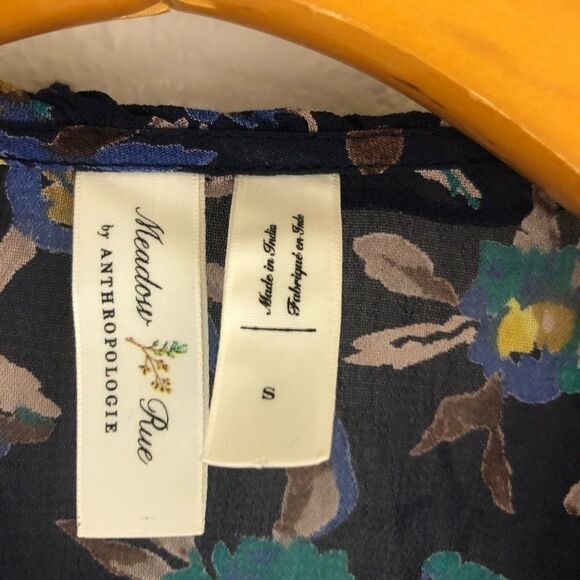 Meadow Rue
by ANTHROPOLOGIE
Made in India
Fabriqué en Inde
S